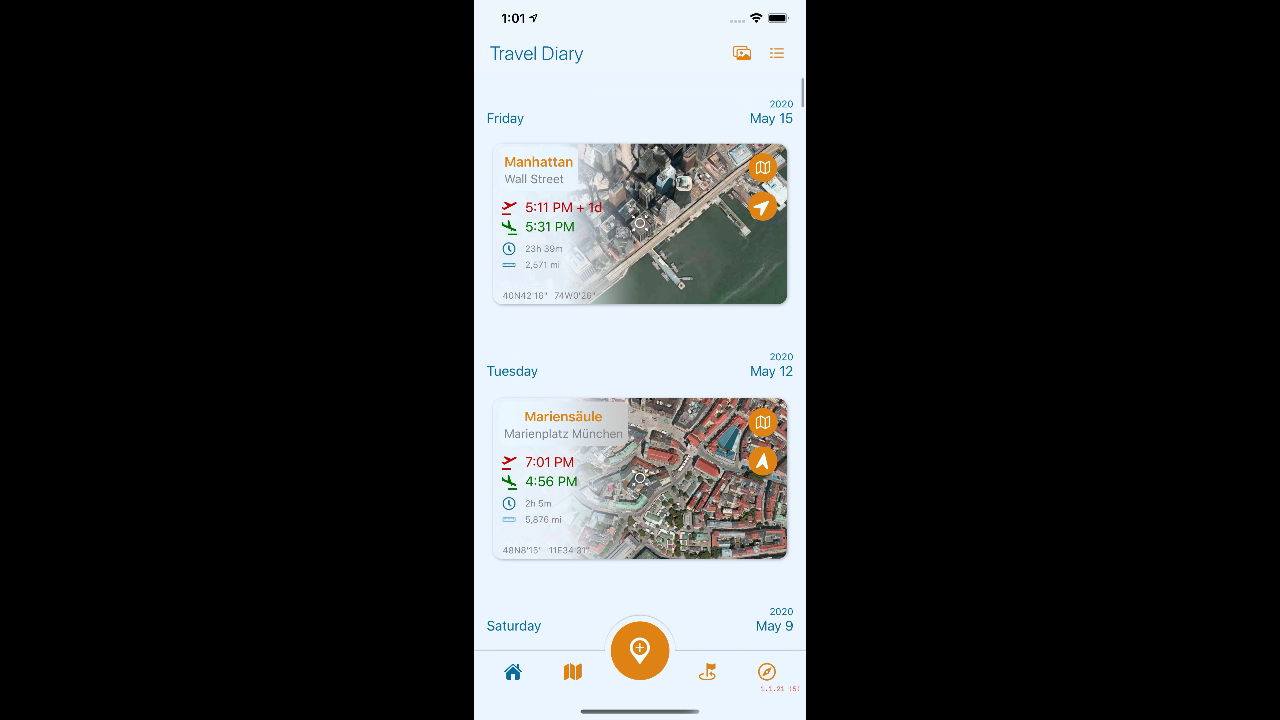 1:01
Travel Diary
2020
Friday May 15
Manhattan
Wall Street
5:11 PM + 1d
5:31 PM
23h 39m
2,571 mi
40N42'16" 74W0'26"
2020
Tuesday May 12
Mariensäule
Marienplatz München
7:01 PM
4:56 PM
2h 5m
5,876 mi
48N8'15" 11E34'31"
2020
Saturday May 9
1.1.21 (5)